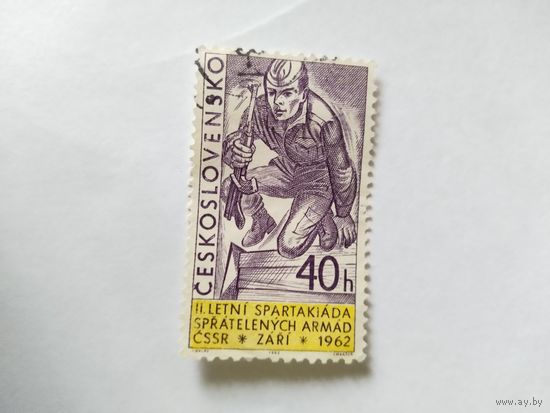 ČESKOSLOVENSKO
40h
II. LETNÍ SPARTAKiÁDA
SPŘÁTELENÝCH ARMÁD
ČSSR * ZÁŘÍ * 1962
www.ay.by